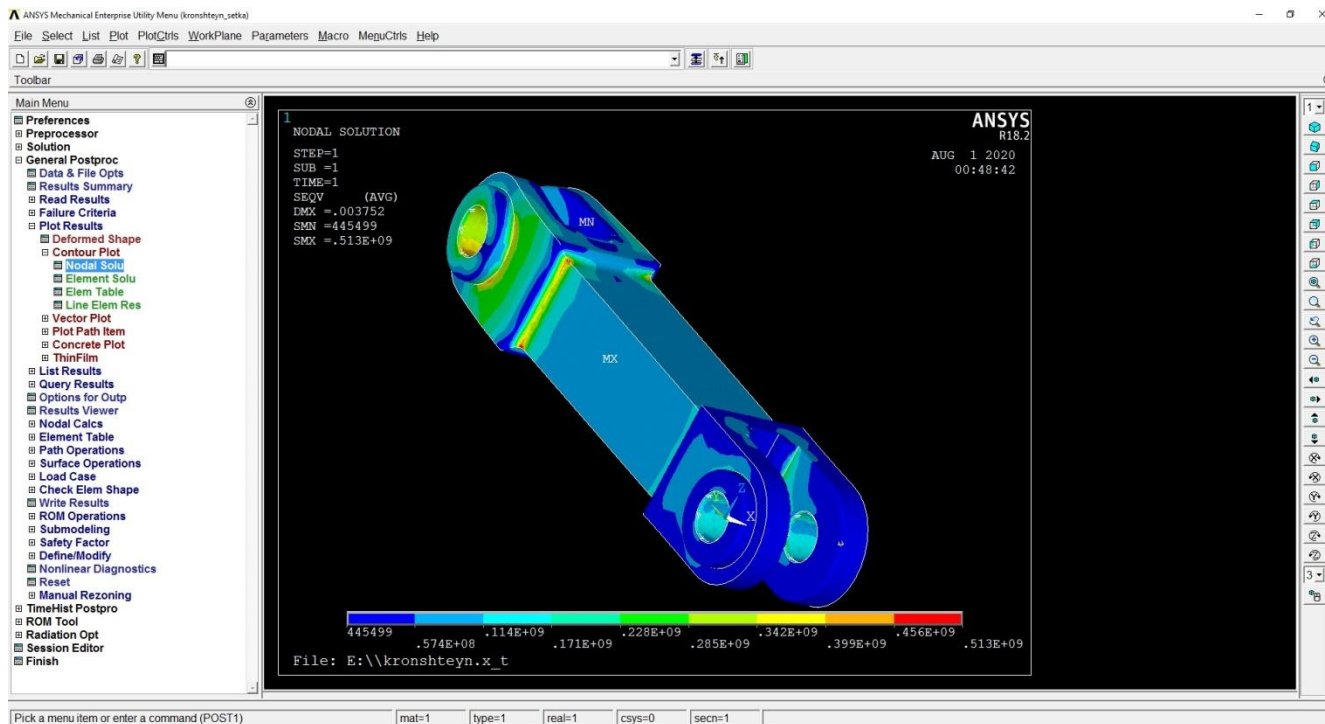 ANSYS Mechanical Enterprise Utility Menu (kronshteyn_setka)
File Select List Plot PlotCtrls WorkPlane Parameters Macro MenuCtrls Help
Toolbar
Main Menu
Preferences
Preprocessor
Solution
General Postproc
Data & File Opts
Results Summary
Read Results
Failure Criteria
Plot Results
Deformed Shape
Contour Plot
Nodal Solu
Element Solu
Elem Table
Line Elem Res
Vector Plot
Plot Path Item
Concrete Plot
ThinFilm
List Results
Query Results
Options for Outp
Results Viewer
Nodal Calcs
Element Table
Path Operations
Surface Operations
Load Case
Check Elem Shape
Write Results
ROM Operations
Submodeling
Safety Factor
Define/Modify
Nonlinear Diagnostics
Reset
Manual Rezoning
TimeHist Postpro
ROM Tool
Radiation Opt
Session Editor
Finish
1
NODAL SOLUTION
STEP=1
SUB =1
TIME=1
SEQV (AVG)
DMX =.003752
SMN =445499
SMX =.513E+09
ANSYS
R18.2
AUG 1 2020
00:48:42
MN
MX
Y
Z
X
445499 .114E+09 .228E+09 .342E+09 .456E+09
.574E+08 .171E+09 .285E+09 .399E+09 .513E+09
File: E:\\kronshteyn.x_t
1
3
Pick a menu item or enter a command (POST1) mat=1 type=1 real=1 csys=0 secn=1